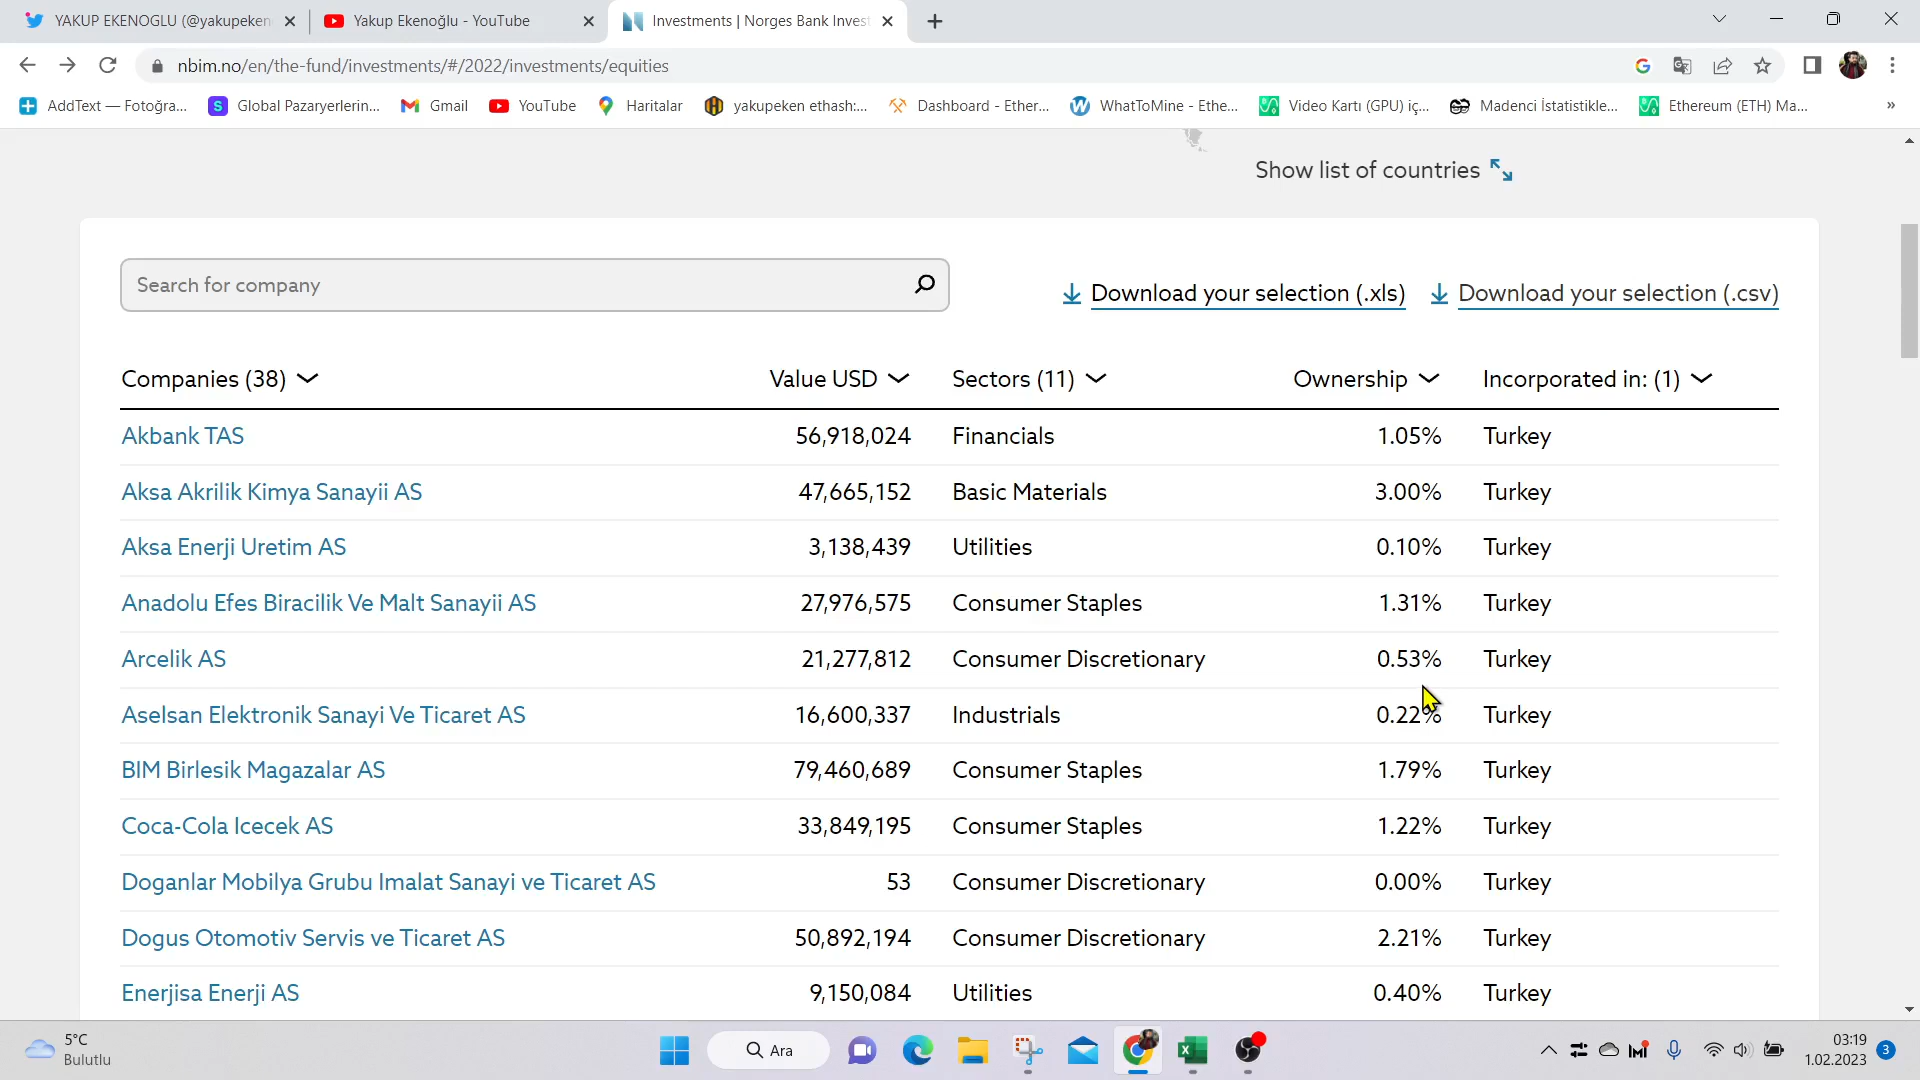 YAKUP EKENOGLU (@yakupeken
Yakup Ekenoğlu - YouTube
Investments | Norges Bank Invest
nbim.no/en/the-fund/investments/#/2022/investments/equities
AddText — Fotoğra...
Global Pazaryerlerin...
Gmail
YouTube
Haritalar
yakupeken ethash:...
Dashboard - Ether...
WhatToMine - Ethe...
Video Kartı (GPU) iç...
Madenci İstatistikle...
Ethereum (ETH) Ma...
»
Show list of countries
Search for company
Download your selection (.xls)
Download your selection (.csv)
Companies (38) Value USD Sectors (11) Ownership Incorporated in: (1)
Akbank TAS 56,918,024 Financials 1.05% Turkey
Aksa Akrilik Kimya Sanayii AS 47,665,152 Basic Materials 3.00% Turkey
Aksa Enerji Uretim AS 3,138,439 Utilities 0.10% Turkey
Anadolu Efes Biracilik Ve Malt Sanayii AS 27,976,575 Consumer Staples 1.31% Turkey
Arcelik AS 21,277,812 Consumer Discretionary 0.53% Turkey
Aselsan Elektronik Sanayi Ve Ticaret AS 16,600,337 Industrials 0.22% Turkey
BIM Birlesik Magazalar AS 79,460,689 Consumer Staples 1.79% Turkey
Coca-Cola Icecek AS 33,849,195 Consumer Staples 1.22% Turkey
Doganlar Mobilya Grubu Imalat Sanayi ve Ticaret AS 53 Consumer Discretionary 0.00% Turkey
Dogus Otomotiv Servis ve Ticaret AS 50,892,194 Consumer Discretionary 2.21% Turkey
Enerjisa Enerji AS 9,150,084 Utilities 0.40% Turkey
5°C
Bulutlu
Ara
03:19
1.02.2023
3